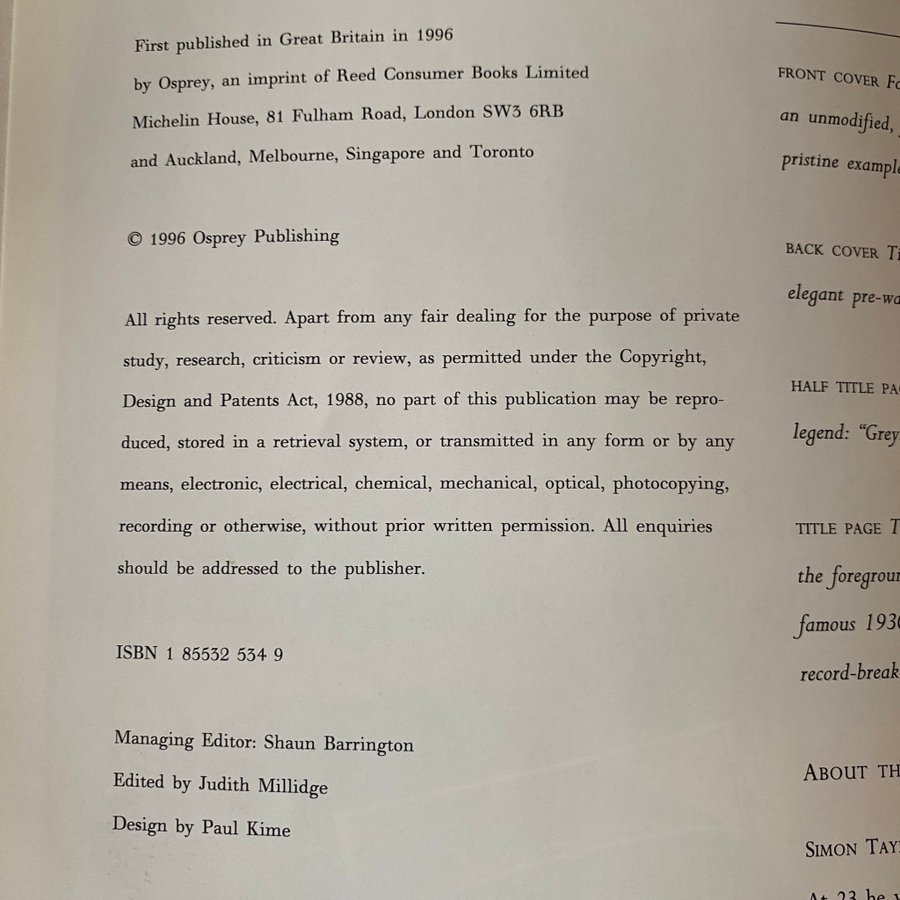 First published in Great Britain in 1996
by Osprey, an imprint of Reed Consumer Books Limited
Michelin House, 81 Fulham Road, London SW3 6RB
and Auckland, Melbourne, Singapore and Toronto
© 1996 Osprey Publishing
All rights reserved. Apart from any fair dealing for the purpose of private
study, research, criticism or review, as permitted under the Copyright,
Design and Patents Act, 1988, no part of this publication may be repro-
duced, stored in a retrieval system, or transmitted in any form or by any
means, electronic, electrical, chemical, mechanical, optical, photocopying,
recording or otherwise, without prior written permission. All enquiries
should be addressed to the publisher.
ISBN 1 85532 534 9
Managing Editor: Shaun Barrington
Edited by Judith Millidge
Design by Paul Kime
FRONT COVER
an unmodified,
pristine
BACK COVER
elegant
HALF TITLE
legend: “Grey
TITLE PAGE
the
famous
ABOUT
SIMON
At 23 he